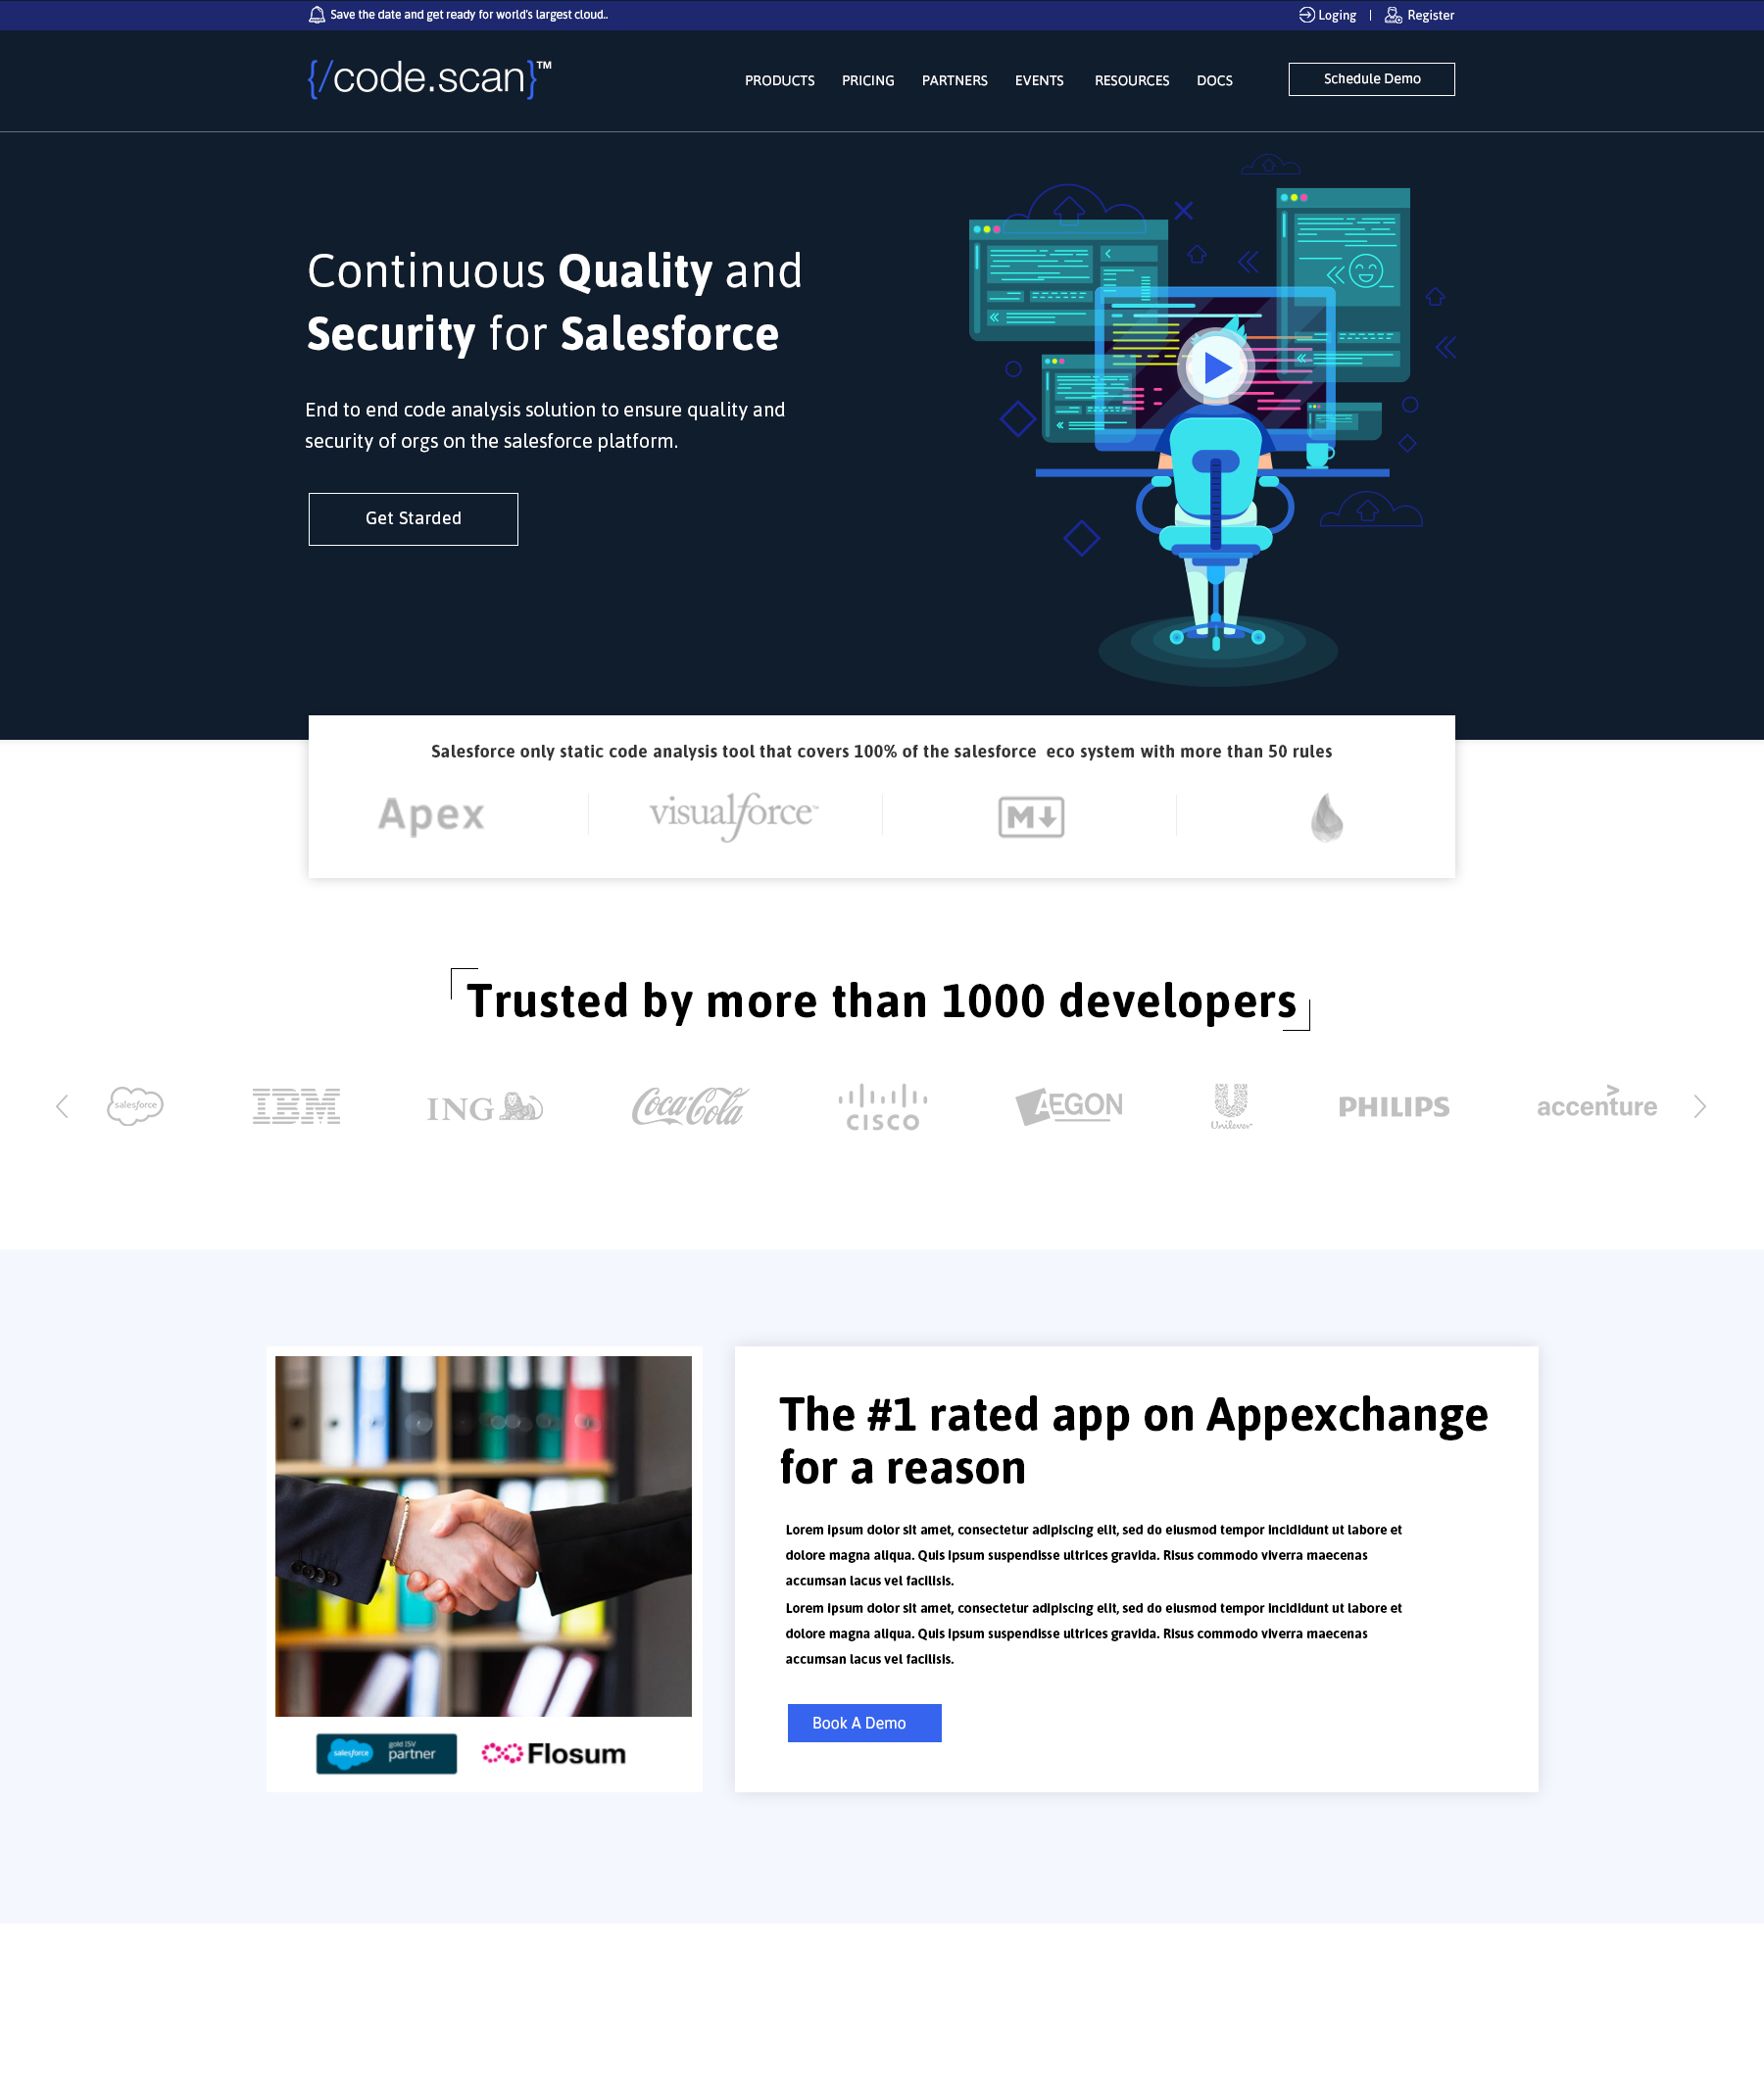 Save the date and get ready for world's largest cloud..
Loging | Register
{/code.scan}™
PRODUCTS PRICING PARTNERS EVENTS RESOURCES DOCS
Schedule Demo
Continuous Quality and
Security for Salesforce
End to end code analysis solution to ensure quality and
security of orgs on the salesforce platform.
Get Starded
Salesforce only static code analysis tool that covers 100% of the salesforce eco system with more than 50 rules
Apex visualforce™ M
Trusted by more than 1000 developers
salesforce IBM ING Coca-Cola CISCO AEGON Unilever PHILIPS accenture
The #1 rated app on Appexchange
for a reason
Lorem ipsum dolor sit amet, consectetur adipiscing elit, sed do eiusmod tempor incididunt ut labore et
dolore magna aliqua. Quis ipsum suspendisse ultrices gravida. Risus commodo viverra maecenas
accumsan lacus vel facilisis.
Lorem ipsum dolor sit amet, consectetur adipiscing elit, sed do eiusmod tempor incididunt ut labore et
dolore magna aliqua. Quis ipsum suspendisse ultrices gravida. Risus commodo viverra maecenas
accumsan lacus vel facilisis.
Book A Demo
salesforce gold ISV
partner
Flosum